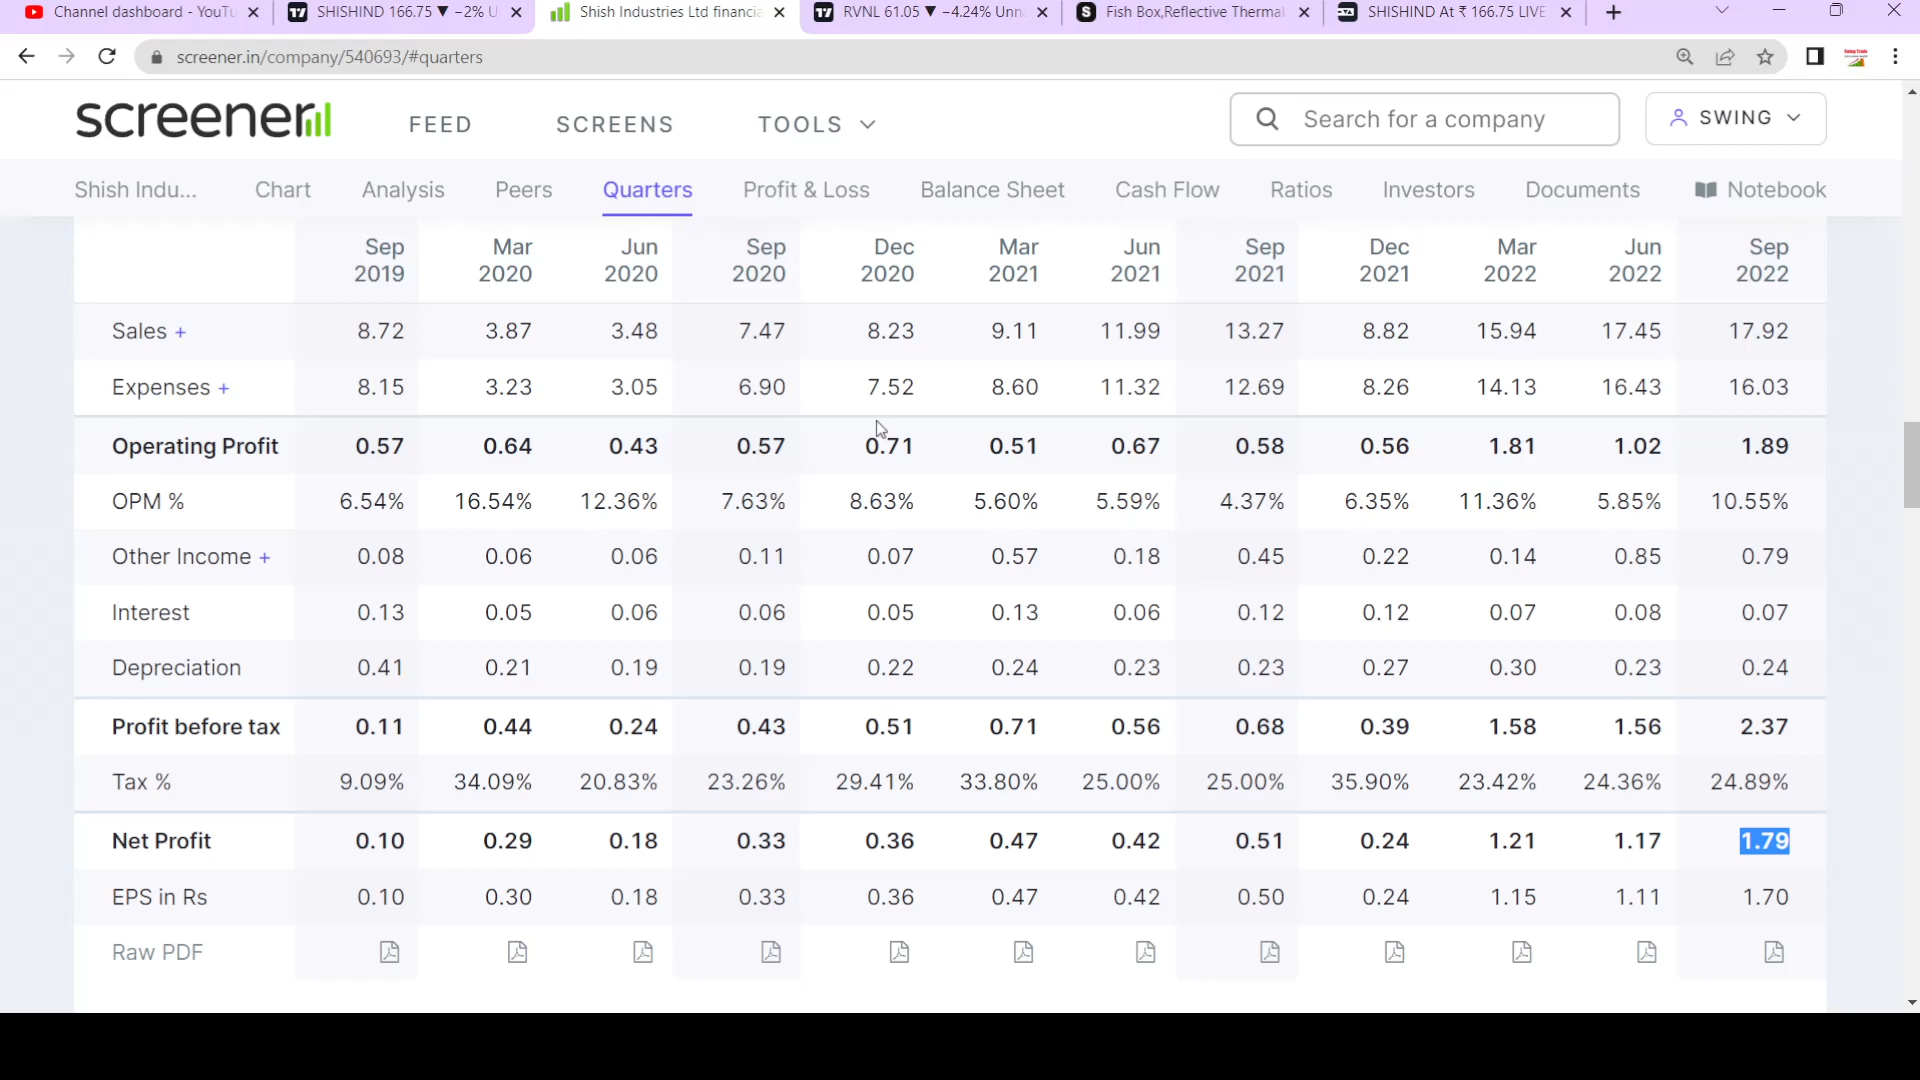 Channel dashboard - YouTu
SHISHIND 166.75 ▼ −2% U
Shish Industries Ltd financia
RVNL 61.05 ▼ −4.24% Unn
Fish Box,Reflective Thermal
SHISHIND At ₹ 166.75 LIVE
screener.in/company/540693/#quarters
screener
FEED
SCREENS
TOOLS
Search for a company
SWING
Shish Indu... Chart Analysis Peers Quarters Profit & Loss Balance Sheet Cash Flow Ratios Investors Documents Notebook
Sep Mar Jun Sep Dec Mar Jun Sep Dec Mar Jun Sep
2019 2020 2020 2020 2020 2021 2021 2021 2021 2022 2022 2022
Sales + 8.72 3.87 3.48 7.47 8.23 9.11 11.99 13.27 8.82 15.94 17.45 17.92
Expenses + 8.15 3.23 3.05 6.90 7.52 8.60 11.32 12.69 8.26 14.13 16.43 16.03
Operating Profit 0.57 0.64 0.43 0.57 0.71 0.51 0.67 0.58 0.56 1.81 1.02 1.89
OPM % 6.54% 16.54% 12.36% 7.63% 8.63% 5.60% 5.59% 4.37% 6.35% 11.36% 5.85% 10.55%
Other Income + 0.08 0.06 0.06 0.11 0.07 0.57 0.18 0.45 0.22 0.14 0.85 0.79
Interest 0.13 0.05 0.06 0.06 0.05 0.13 0.06 0.12 0.12 0.07 0.08 0.07
Depreciation 0.41 0.21 0.19 0.19 0.22 0.24 0.23 0.23 0.27 0.30 0.23 0.24
Profit before tax 0.11 0.44 0.24 0.43 0.51 0.71 0.56 0.68 0.39 1.58 1.56 2.37
Tax % 9.09% 34.09% 20.83% 23.26% 29.41% 33.80% 25.00% 25.00% 35.90% 23.42% 24.36% 24.89%
Net Profit 0.10 0.29 0.18 0.33 0.36 0.47 0.42 0.51 0.24 1.21 1.17 1.79
EPS in Rs 0.10 0.30 0.18 0.33 0.36 0.47 0.42 0.50 0.24 1.15 1.11 1.70
Raw PDF